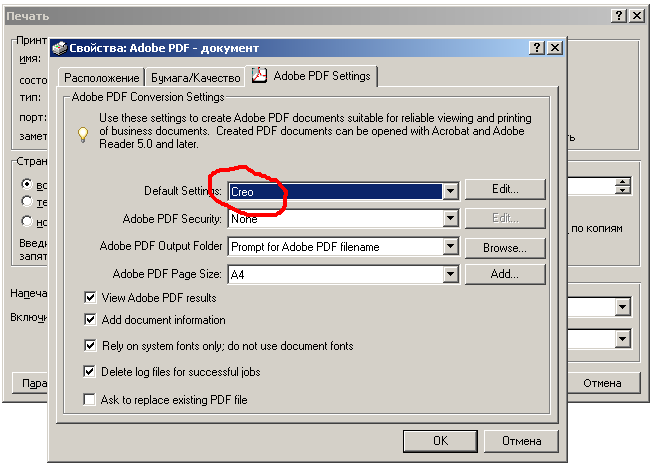 Печать
Принт
имя:
состо
тип:
порт:
замет
ть
Стран
вс
те
но
Введи
запят
по копиям
Напеча
Включи
Пара
Отмена
Свойства: Adobe PDF - документ
Расположение
Бумага/Качество
Adobe PDF Settings
Adobe PDF Conversion Settings
Use these settings to create Adobe PDF documents suitable for reliable viewing and printing
of business documents. Created PDF documents can be opened with Acrobat and Adobe
Reader 5.0 and later.
Default Settings: Creo Edit...
Adobe PDF Security: None Edit...
Adobe PDF Output Folder Prompt for Adobe PDF filename Browse...
Adobe PDF Page Size: A4 Add...
View Adobe PDF results
Add document information
Rely on system fonts only; do not use document fonts
Delete log files for successful jobs
Ask to replace existing PDF file
OK Отмена